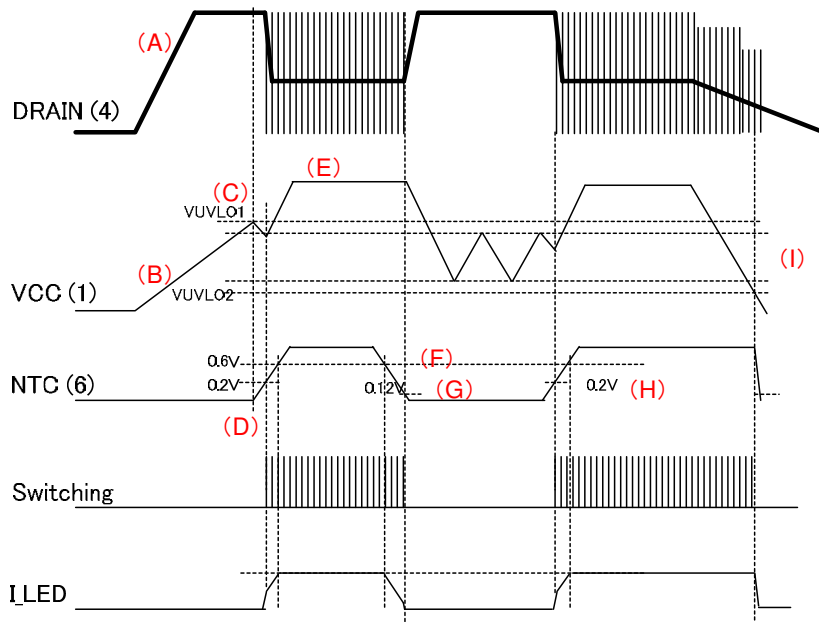 (A)
DRAIN (4)
(C)
(E)
VUVLO1
(B)
(I)
VCC (1)
VUVLO2
0.6V
(F)
NTC (6)
0.2V
0.12V
(G)
0.2V
(H)
(D)
Switching
I_LED